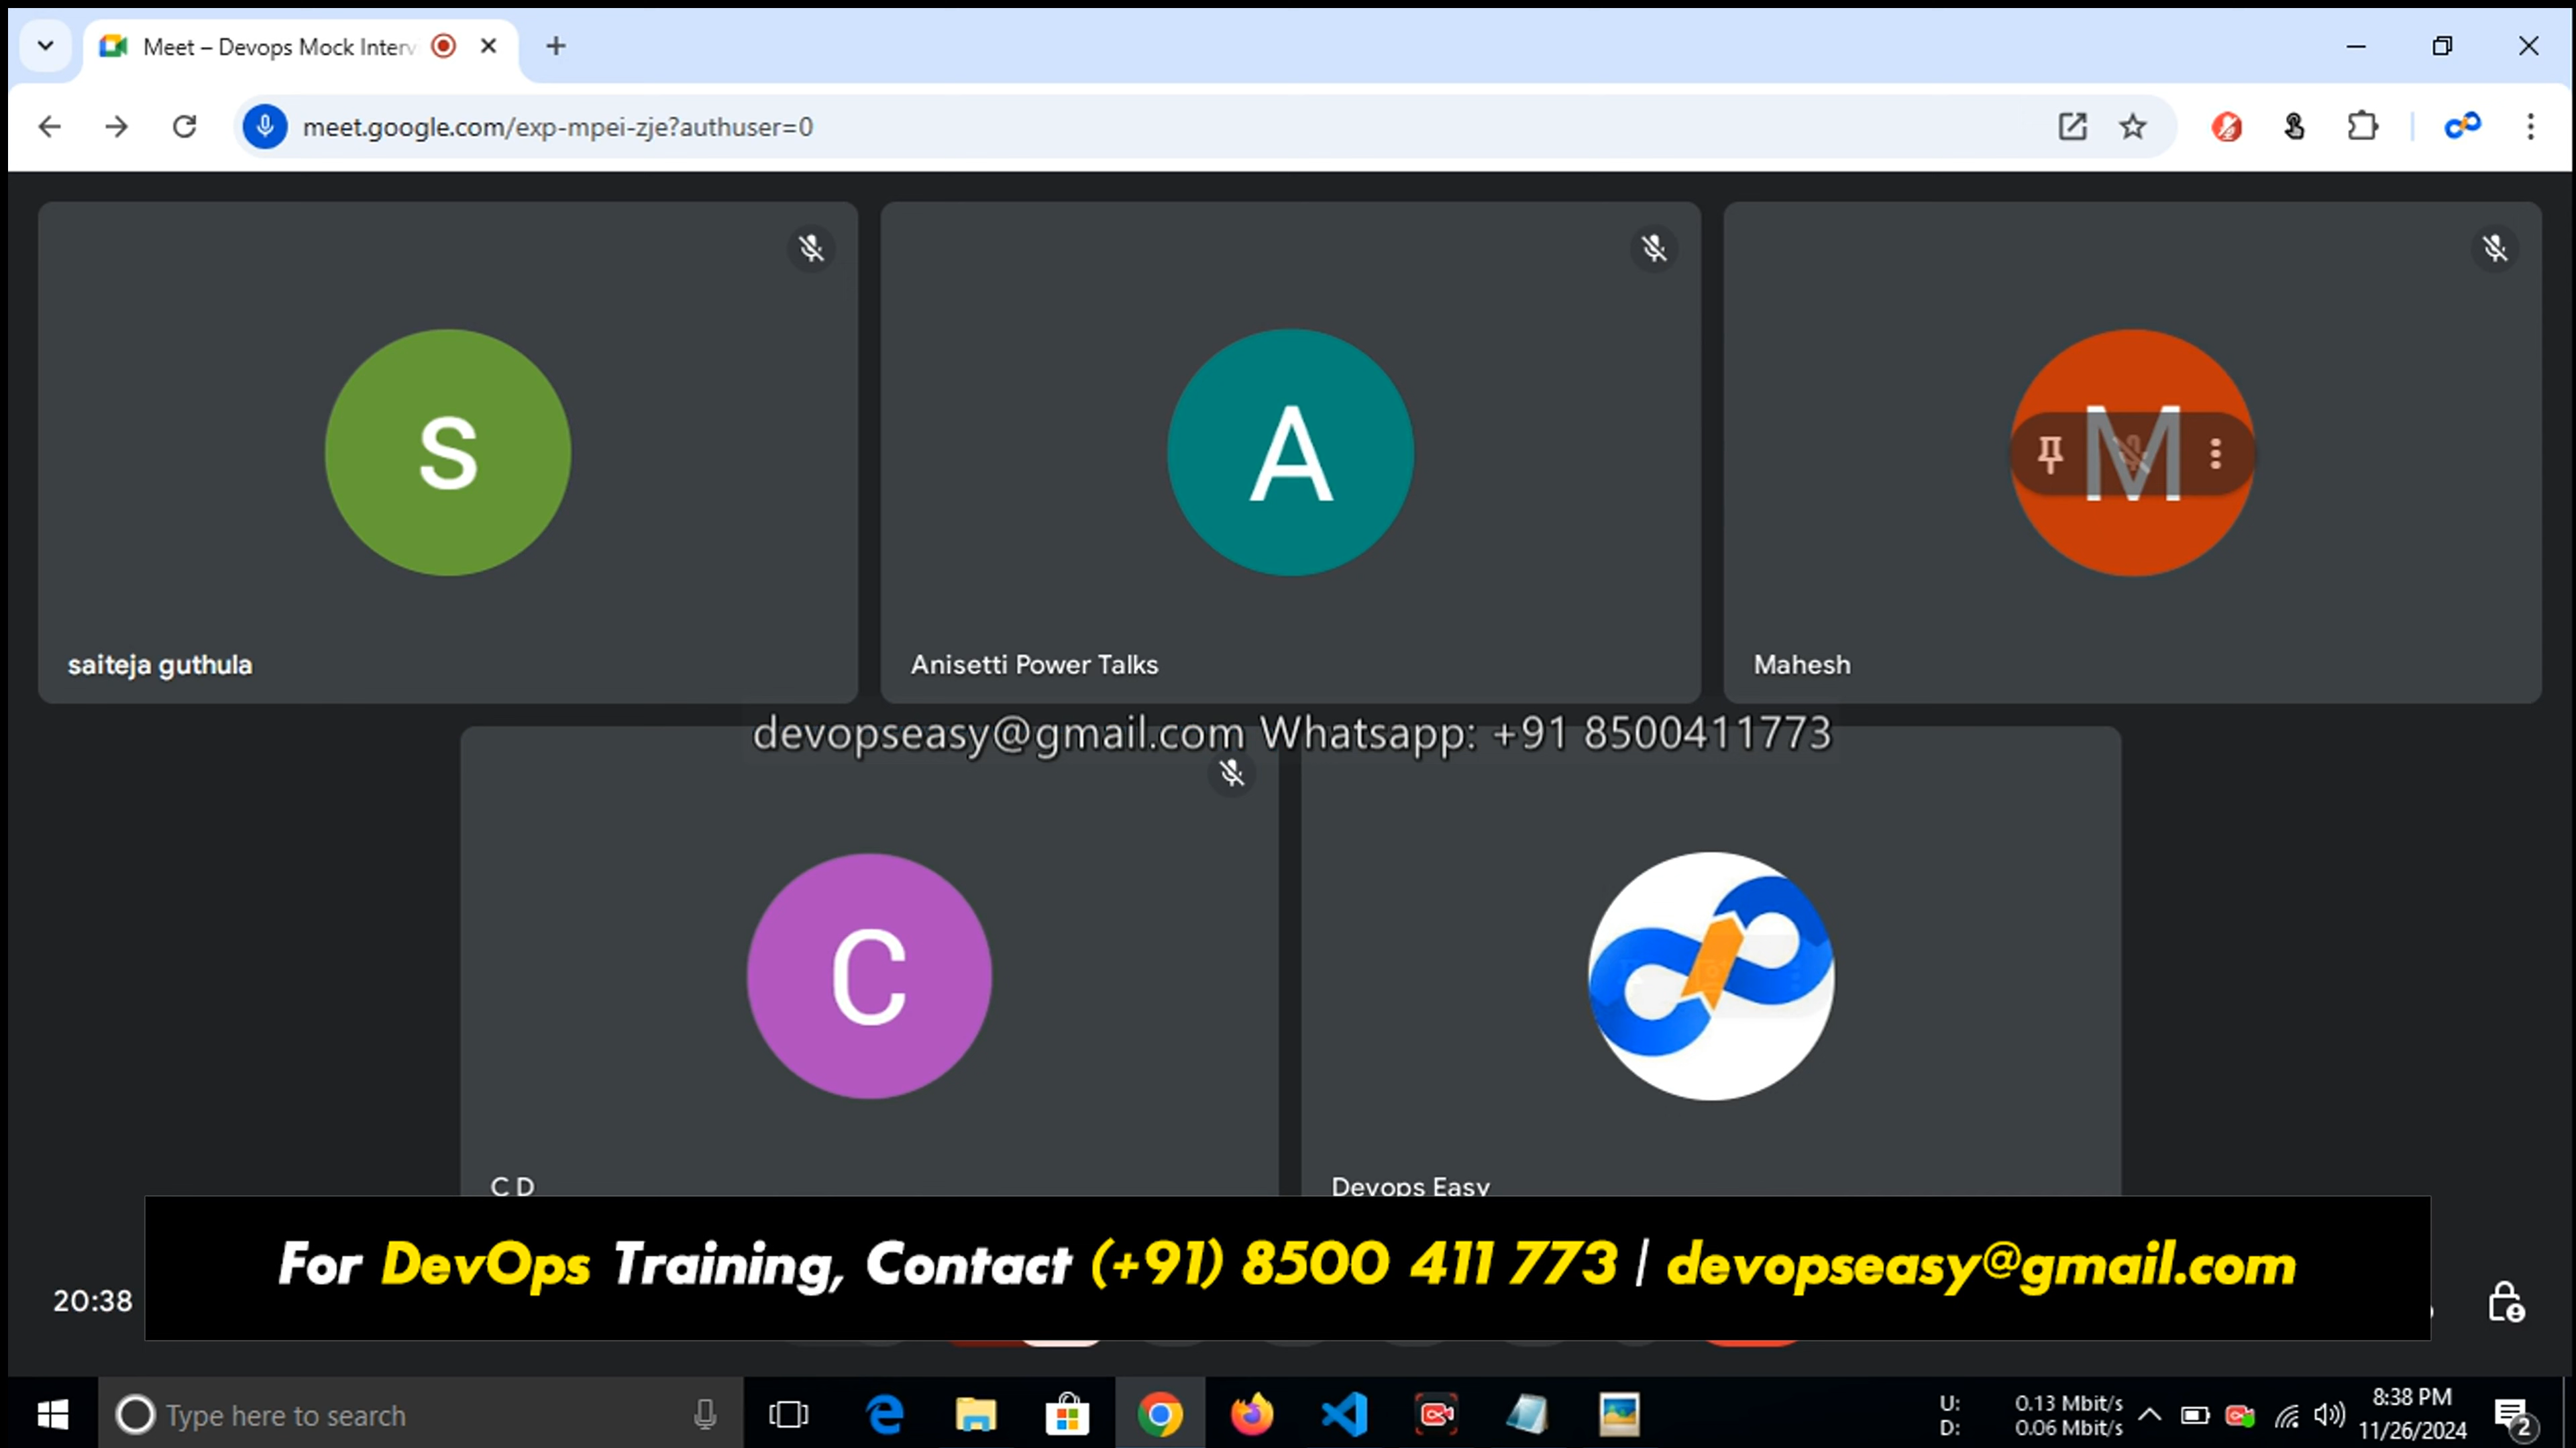 Meet – Devops Mock Interv
meet.google.com/exp-mpei-zje?authuser=0
S
A
M
saiteja guthula
Anisetti Power Talks
Mahesh
devopseasy@gmail.com Whatsapp: +91 8500411773
C
C D
Devops Easy
For DevOps Training, Contact (+91) 8500 411 773 | devopseasy@gmail.com
20:38
Type here to search
U: 0.13 Mbit/s
D: 0.06 Mbit/s
8:38 PM
11/26/2024
2